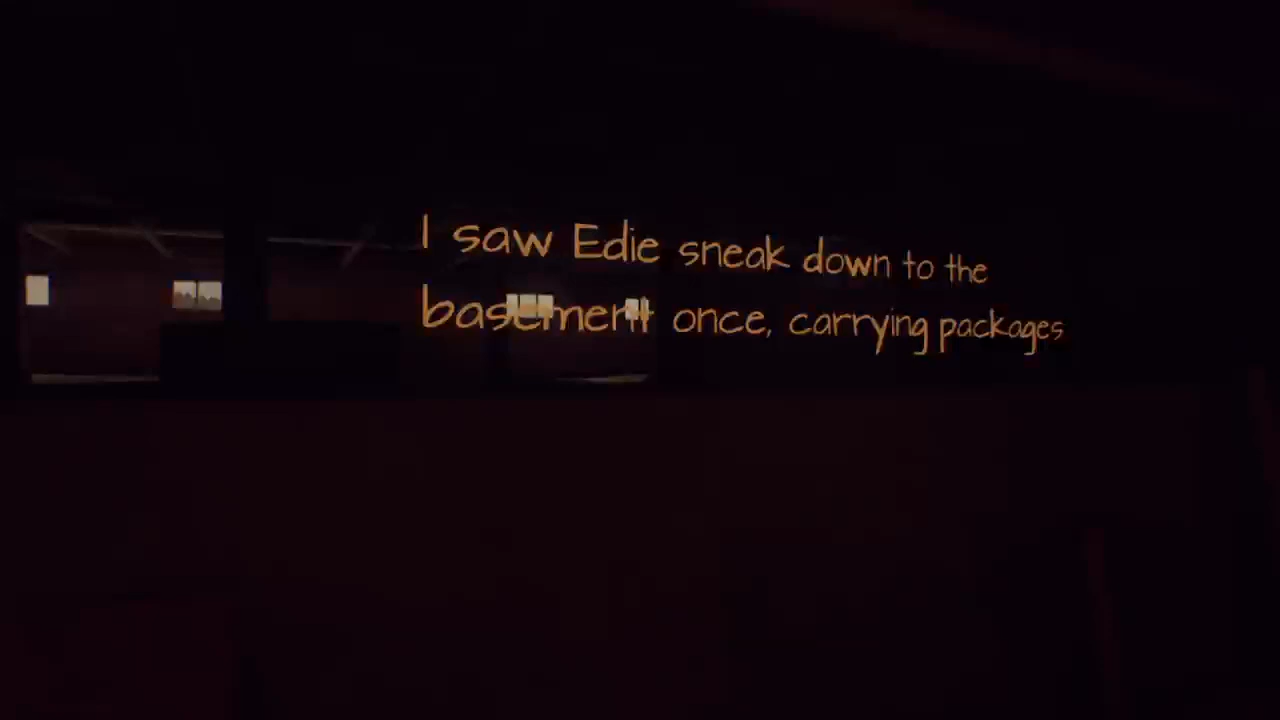 I saw Edie sneak down to the
basement once, carrying packages